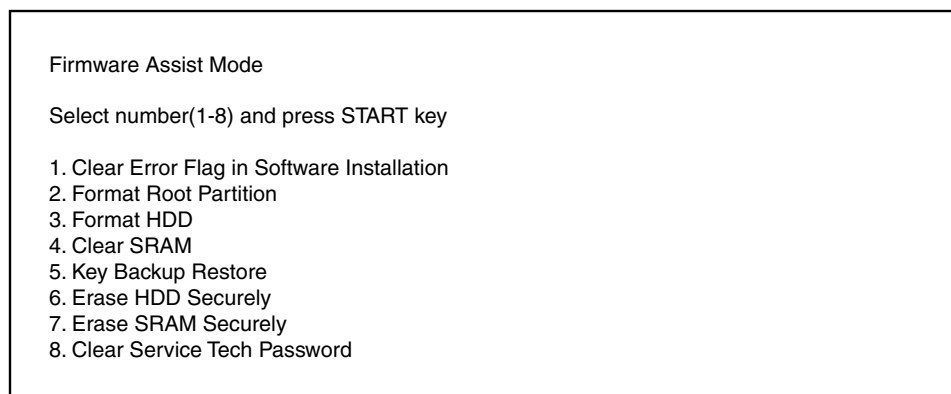 Firmware Assist Mode
Select number(1-8) and press START key
1. Clear Error Flag in Software Installation
2. Format Root Partition
3. Format HDD
4. Clear SRAM
5. Key Backup Restore
6. Erase HDD Securely
7. Erase SRAM Securely
8. Clear Service Tech Password